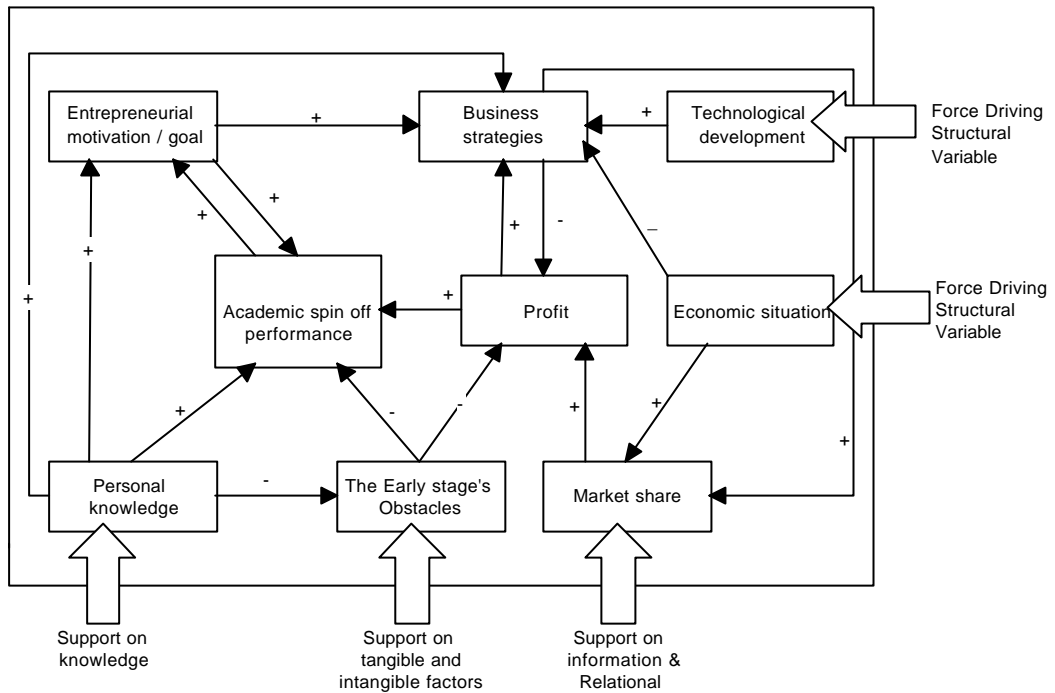 Entrepreneurial
motivation / goal
+
Business
strategies
+
Technological
development
Force Driving
Structural
Variable
+
+
+
+
-
_
+
+
Academic spin off
performance
+
Profit
Economic situation
Force Driving
Structural
Variable
+
-
-
+
+
+
Personal
knowledge
-
The Early stage's
Obstacles
Market share
Support on
knowledge
Support on
tangible and
intangible factors
Support on
information &
Relational